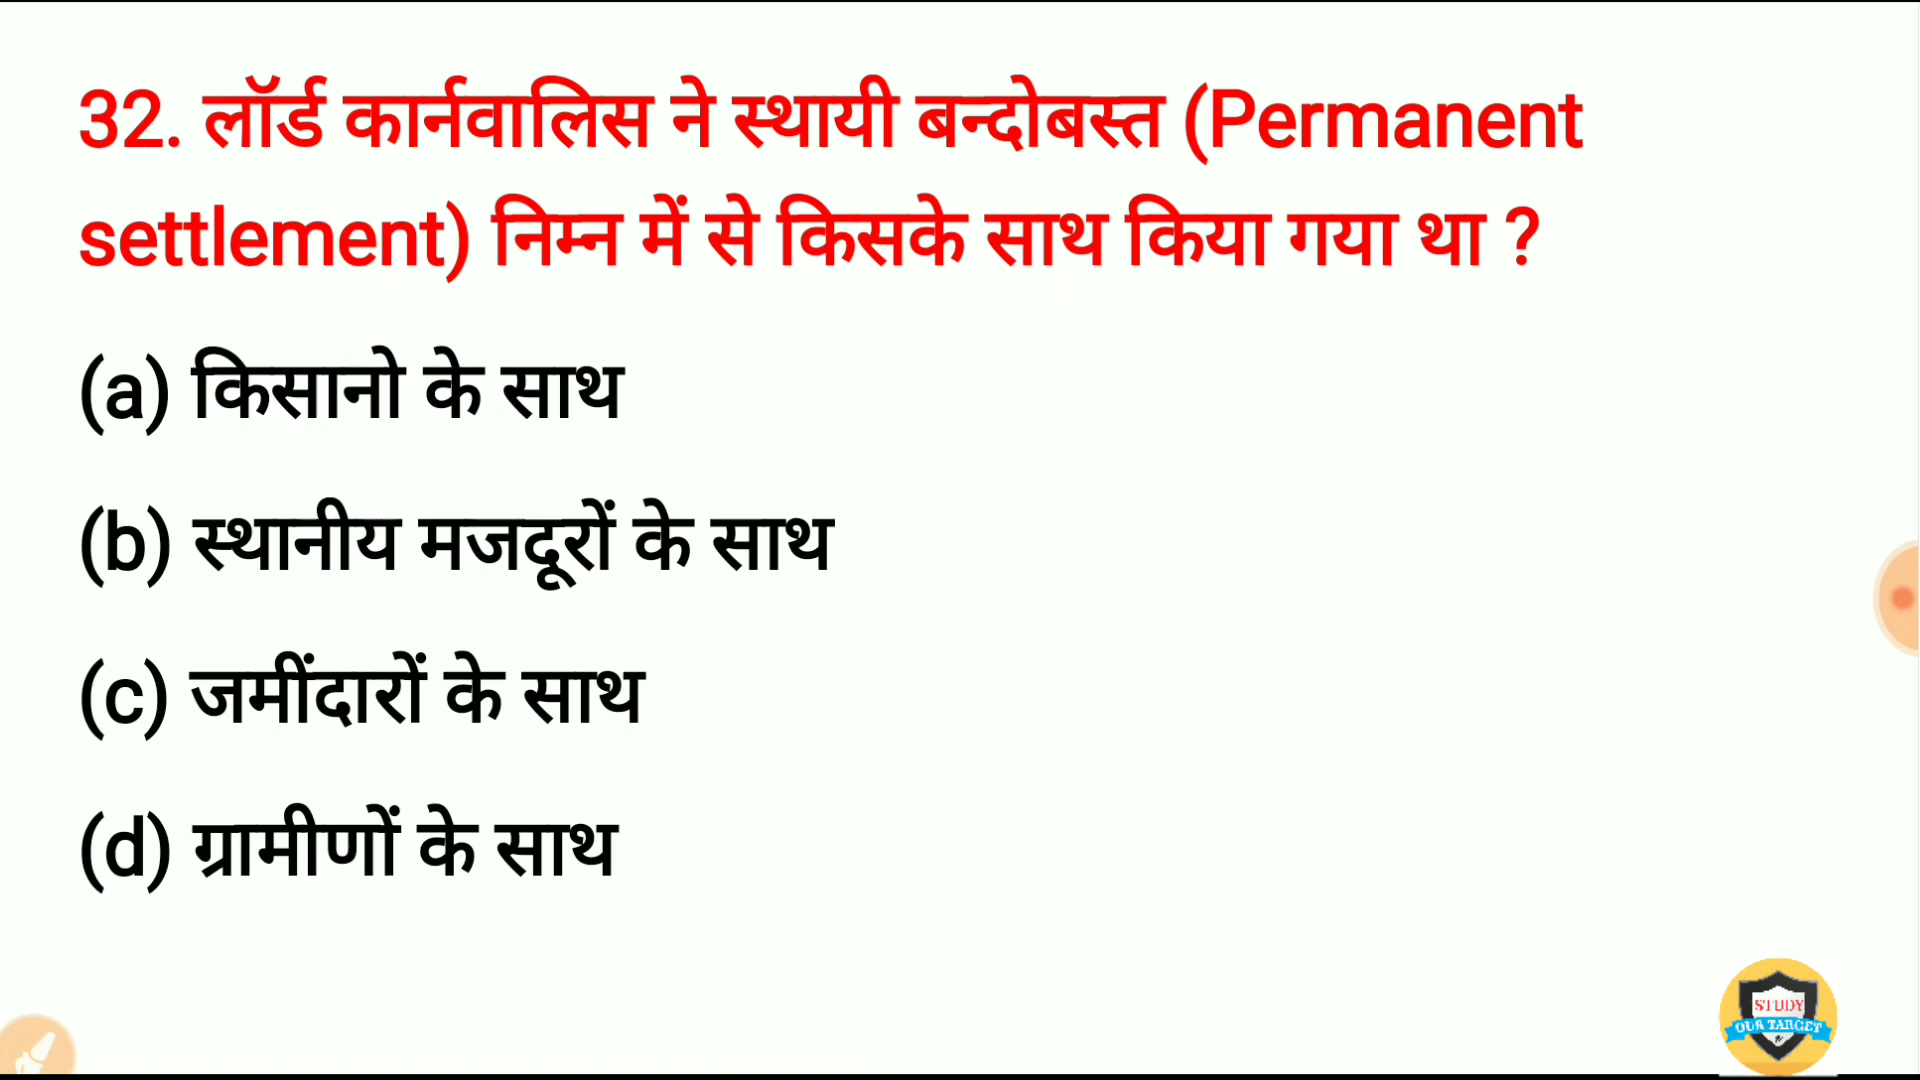 32. लॉर्ड कार्नवालिस ने स्थायी बन्दोबस्त (Permanent
settlement) निम्न में से किसके साथ किया गया था ?
(a) किसानो के साथ
(b) स्थानीय मजदूरों के साथ
(c) जमींदारों के साथ
(d) ग्रामीणों के साथ
STUDY
OUR TARGET